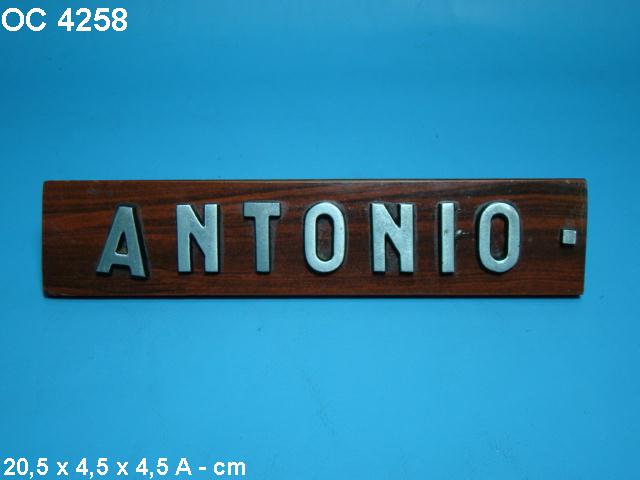 OC 4258
ANTONIO.
20,5 x 4,5 x 4,5 A - cm